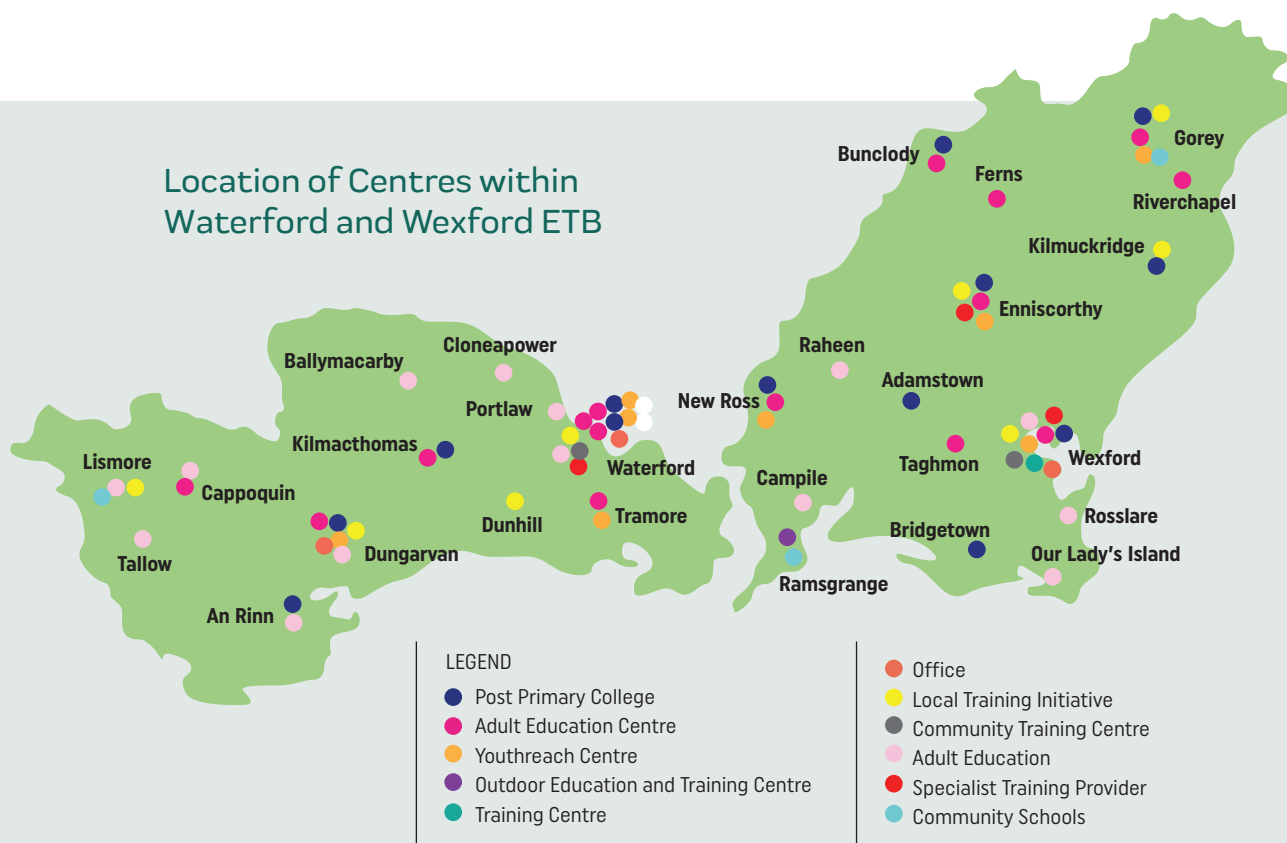 Location of Centres within
Waterford and Wexford ETB
Bunclody
Ferns
Gorey
Riverchapel
Kilmuckridge
Enniscorthy
Raheen
Adamstown
New Ross
Taghmon
Wexford
Campile
Rosslare
Bridgetown
Our Lady's Island
Ramsgrange
Cloneapower
Ballymacarby
Portlaw
Kilmacthomas
Waterford
Lismore
Cappoquin
Dunhill
Tramore
Tallow
Dungarvan
An Rinn
LEGEND
Post Primary College
Adult Education Centre
Youthreach Centre
Outdoor Education and Training Centre
Training Centre
Office
Local Training Initiative
Community Training Centre
Adult Education
Specialist Training Provider
Community Schools